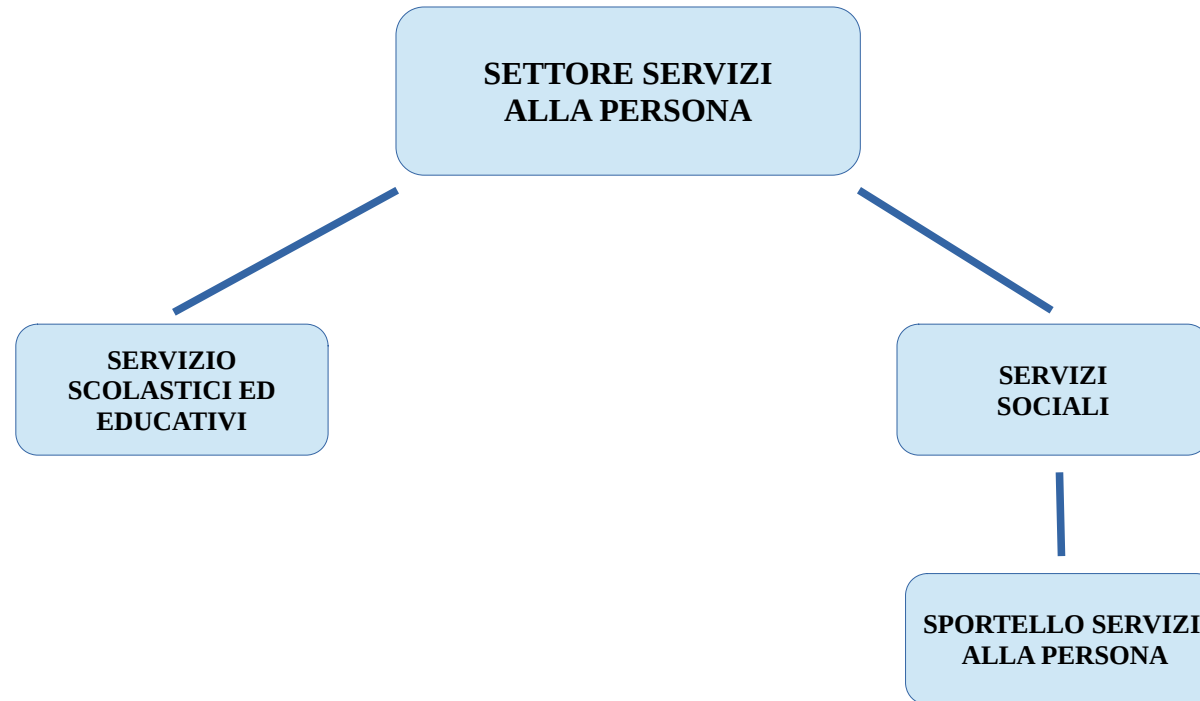 SETTORE SERVIZI
ALLA PERSONA
SERVIZIO
SCOLASTICI ED
EDUCATIVI
SERVIZI
SOCIALI
SPORTELLO SERVIZI
ALLA PERSONA